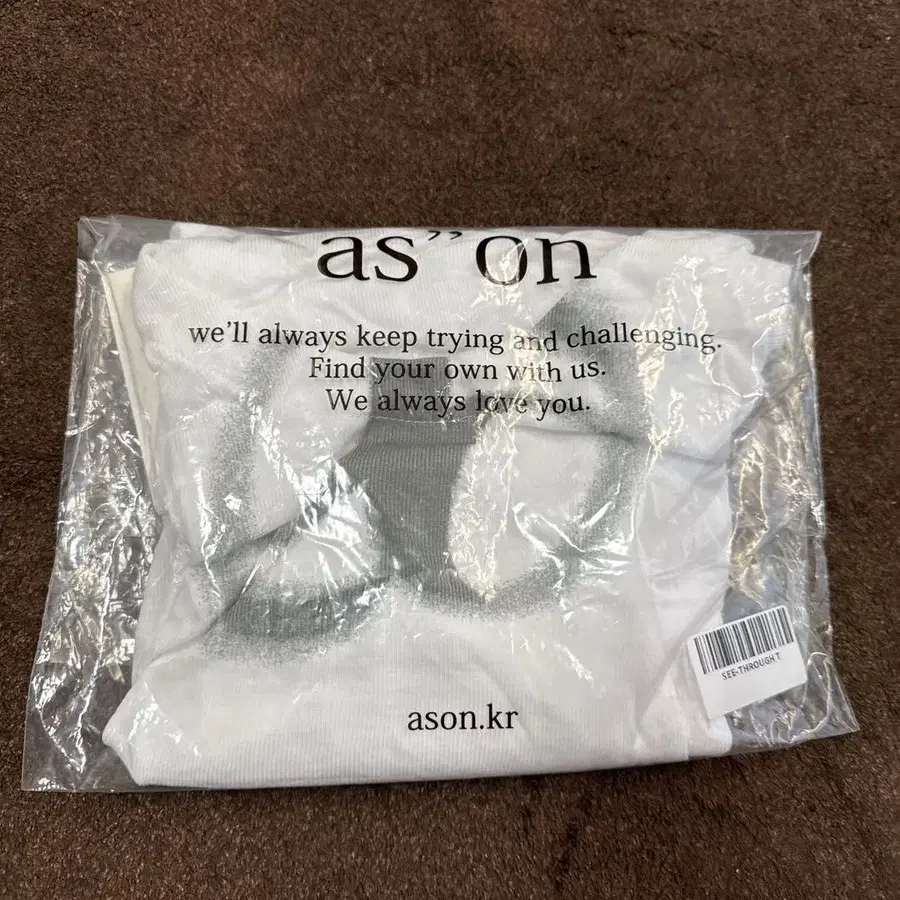 as”on
we’ll always keep trying and challenging.
Find your own with us.
We always love you.
SEE-THROUGH T
ason.kr